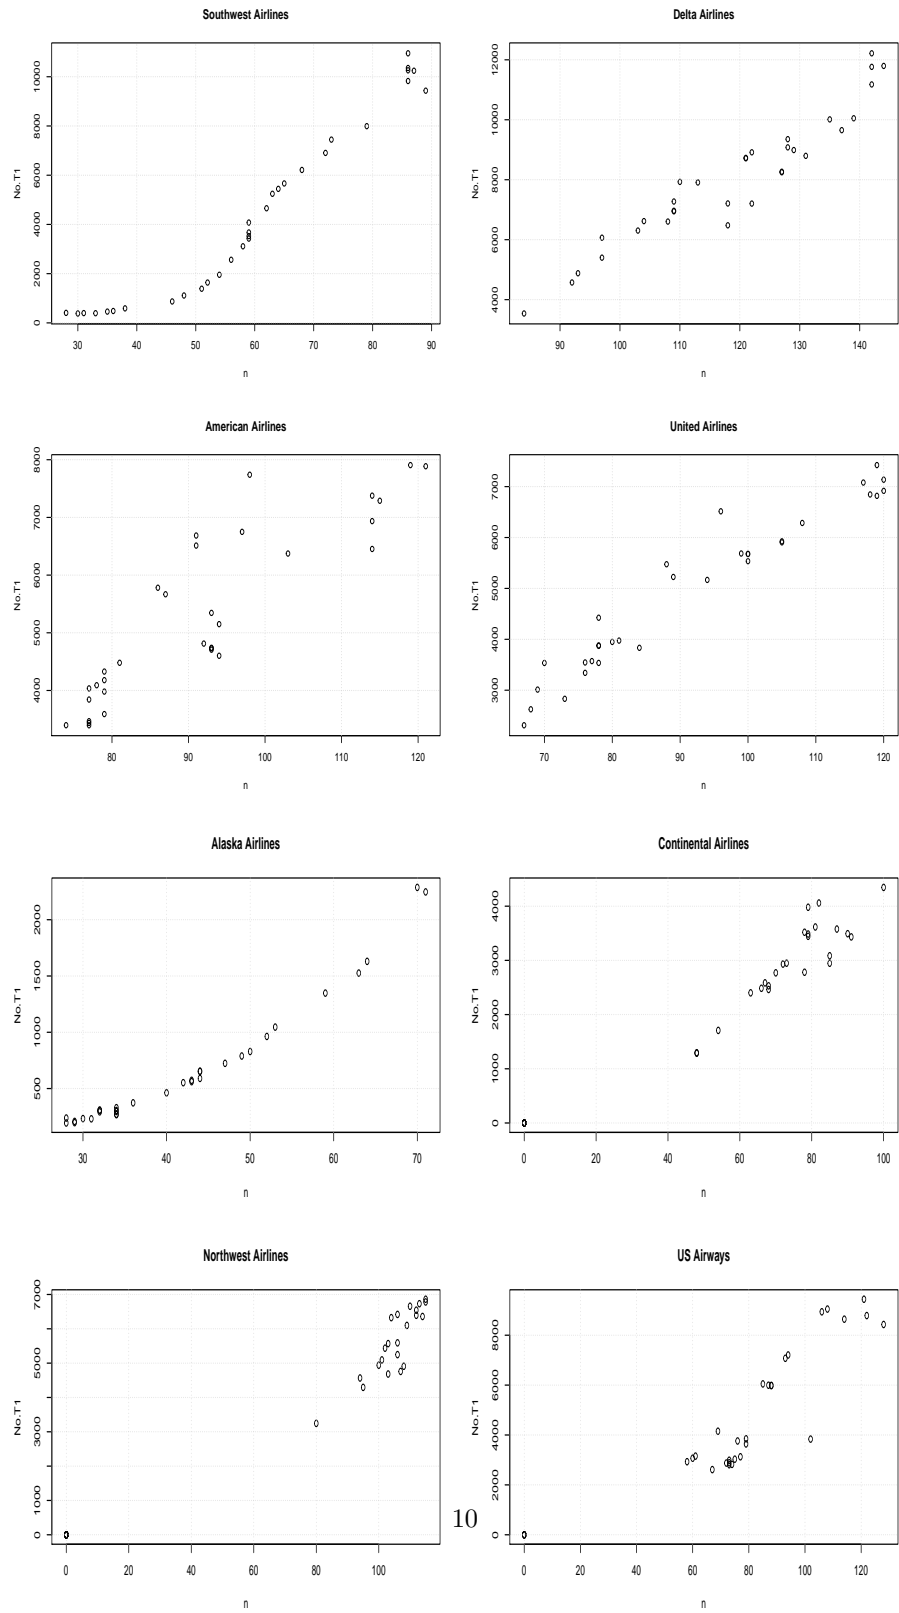 Southwest Airlines
No.T1
0 2000 4000 6000 8000 10000
30 40 50 60 70 80 90
n
Delta Airlines
No.T1
4000 6000 8000 10000 12000
90 100 110 120 130 140
n
American Airlines
No.T1
4000 5000 6000 7000 8000
80 90 100 110 120
n
United Airlines
No.T1
3000 4000 5000 6000 7000
70 80 90 100 110 120
n
Alaska Airlines
No.T1
500 1000 1500 2000
30 40 50 60 70
n
Continental Airlines
No.T1
0 1000 2000 3000 4000
0 20 40 60 80 100
n
Northwest Airlines
No.T1
0 1000 3000 5000 7000
0 20 40 60 80 100
n
US Airways
No.T1
0 2000 4000 6000 8000
0 20 40 60 80 100 120
n
10